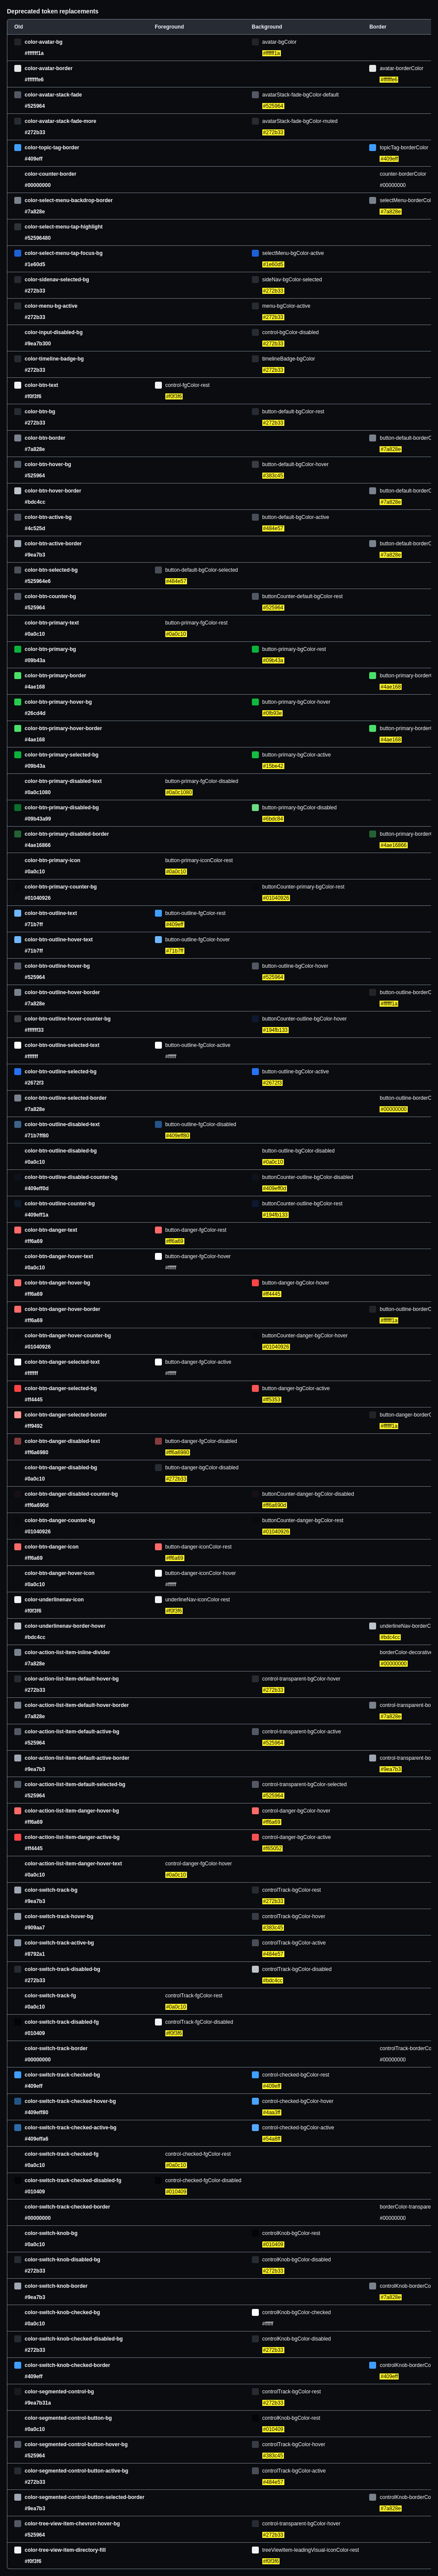 Deprecated token replacements
Old Foreground Background Border
color-avatar-bg avatar-bgColor
#ffffff1a #ffffff1a
color-avatar-border avatar-borderColor
#ffffffe6 #ffffffe6
color-avatar-stack-fade avatarStack-fade-bgColor-default
#525964 #525964
color-avatar-stack-fade-more avatarStack-fade-bgColor-muted
#272b33 #272b33
color-topic-tag-border topicTag-borderColor
#409eff #409eff
color-counter-border counter-borderColor
#00000000 #00000000
color-select-menu-backdrop-border selectMenu-borderCol
#7a828e #7a828e
color-select-menu-tap-highlight
#52596480
color-select-menu-tap-focus-bg selectMenu-bgColor-active
#1e60d5 #1e60d5
color-sidenav-selected-bg sideNav-bgColor-selected
#272b33 #272b33
color-menu-bg-active menu-bgColor-active
#272b33 #272b33
color-input-disabled-bg control-bgColor-disabled
#9ea7b300 #272b33
color-timeline-badge-bg timelineBadge-bgColor
#272b33 #272b33
color-btn-text control-fgColor-rest
#f0f3f6 #f0f3f6
color-btn-bg button-default-bgColor-rest
#272b33 #272b33
color-btn-border button-default-borderC
#7a828e #7a828e
color-btn-hover-bg button-default-bgColor-hover
#525964 #383c45
color-btn-hover-border button-default-borderC
#bdc4cc #7a828e
color-btn-active-bg button-default-bgColor-active
#4c525d #484e57
color-btn-active-border button-default-borderC
#9ea7b3 #7a828e
color-btn-selected-bg button-default-bgColor-selected
#525964e6 #484e57
color-btn-counter-bg buttonCounter-default-bgColor-rest
#525964 #525964
color-btn-primary-text button-primary-fgColor-rest
#0a0c10 #0a0c10
color-btn-primary-bg button-primary-bgColor-rest
#09b43a #09b43a
color-btn-primary-border button-primary-border
#4ae168 #4ae168
color-btn-primary-hover-bg button-primary-bgColor-hover
#26cd4d #0fb93e
color-btn-primary-hover-border button-primary-border
#4ae168 #4ae168
color-btn-primary-selected-bg button-primary-bgColor-active
#09b43a #15be42
color-btn-primary-disabled-text button-primary-fgColor-disabled
#0a0c1080 #0a0c1080
color-btn-primary-disabled-bg button-primary-bgColor-disabled
#09b43a99 #6bdc84
color-btn-primary-disabled-border button-primary-border
#4ae16866 #4ae16866
color-btn-primary-icon button-primary-iconColor-rest
#0a0c10 #0a0c10
color-btn-primary-counter-bg buttonCounter-primary-bgColor-rest
#01040926 #01040926
color-btn-outline-text button-outline-fgColor-rest
#71b7ff #409eff
color-btn-outline-hover-text button-outline-fgColor-hover
#71b7ff #71b7ff
color-btn-outline-hover-bg button-outline-bgColor-hover
#525964 #525964
color-btn-outline-hover-border button-outline-borderC
#7a828e #ffffff1a
color-btn-outline-hover-counter-bg buttonCounter-outline-bgColor-hover
#ffffff33 #194fb133
color-btn-outline-selected-text button-outline-fgColor-active
#ffffff #ffffff
color-btn-outline-selected-bg button-outline-bgColor-active
#2672f3 #2672f3
color-btn-outline-selected-border button-outline-borderC
#7a828e #00000000
color-btn-outline-disabled-text button-outline-fgColor-disabled
#71b7ff80 #409eff80
color-btn-outline-disabled-bg button-outline-bgColor-disabled
#0a0c10 #0a0c10
color-btn-outline-disabled-counter-bg buttonCounter-outline-bgColor-disabled
#409eff0d #409eff0d
color-btn-outline-counter-bg buttonCounter-outline-bgColor-rest
#409eff1a #194fb133
color-btn-danger-text button-danger-fgColor-rest
#ff6a69 #ff6a69
color-btn-danger-hover-text button-danger-fgColor-hover
#0a0c10 #ffffff
color-btn-danger-hover-bg button-danger-bgColor-hover
#ff6a69 #ff4445
color-btn-danger-hover-border button-outline-borderC
#ff6a69 #ffffff1a
color-btn-danger-hover-counter-bg buttonCounter-danger-bgColor-hover
#01040926 #01040926
color-btn-danger-selected-text button-danger-fgColor-active
#ffffff #ffffff
color-btn-danger-selected-bg button-danger-bgColor-active
#ff4445 #ff5353
color-btn-danger-selected-border button-danger-borderC
#ff9492 #ffffff1a
color-btn-danger-disabled-text button-danger-fgColor-disabled
#ff6a6980 #ff6a6980
color-btn-danger-disabled-bg button-danger-bgColor-disabled
#0a0c10 #272b33
color-btn-danger-disabled-counter-bg buttonCounter-danger-bgColor-disabled
#ff6a690d #ff6a690d
color-btn-danger-counter-bg buttonCounter-danger-bgColor-rest
#01040926 #01040926
color-btn-danger-icon button-danger-iconColor-rest
#ff6a69 #ff6a69
color-btn-danger-hover-icon button-danger-iconColor-hover
#0a0c10 #ffffff
color-underlinenav-icon underlineNav-iconColor-rest
#f0f3f6 #f0f3f6
color-underlinenav-border-hover underlineNav-borderC
#bdc4cc #bdc4cc
color-action-list-item-inline-divider borderColor-decorative
#7a828e #00000000
color-action-list-item-default-hover-bg control-transparent-bgColor-hover
#272b33 #272b33
color-action-list-item-default-hover-border control-transparent-bo
#7a828e #7a828e
color-action-list-item-default-active-bg control-transparent-bgColor-active
#525964 #525964
color-action-list-item-default-active-border control-transparent-bo
#9ea7b3 #9ea7b3
color-action-list-item-default-selected-bg control-transparent-bgColor-selected
#525964 #525964
color-action-list-item-danger-hover-bg control-danger-bgColor-hover
#ff6a69 #ff6a69
color-action-list-item-danger-active-bg control-danger-bgColor-active
#ff4445
color-action-list-item-danger-hover-text control-danger-fgColor-hover
#0a0c10 #0a0c10
color-switch-track-bg controlTrack-bgColor-rest
#9ea7b3 #272b33
color-switch-track-hover-bg controlTrack-bgColor-hover
#909aa7 #383c45
color-switch-track-active-bg controlTrack-bgColor-active
#8792a1 #484e57
color-switch-track-disabled-bg controlTrack-bgColor-disabled
#272b33 #bdc4cc
color-switch-track-fg controlTrack-fgColor-rest
#0a0c10 #0a0c10
color-switch-track-disabled-fg controlTrack-fgColor-disabled
#010409 #f0f3f6
color-switch-track-border controlTrack-borderCo
#00000000 #00000000
color-switch-track-checked-bg control-checked-bgColor-rest
#409eff #409eff
color-switch-track-checked-hover-bg control-checked-bgColor-hover
#409eff80 #4aa3ff
color-switch-track-checked-active-bg control-checked-bgColor-active
#409effa6 #54a8ff
color-switch-track-checked-fg control-checked-fgColor-rest
#0a0c10 #0a0c10
color-switch-track-checked-disabled-fg control-checked-fgColor-disabled
#010409 #010409
color-switch-track-checked-border borderColor-transpare
#00000000 #00000000
color-switch-knob-bg controlKnob-bgColor-rest
#0a0c10 #010409
color-switch-knob-disabled-bg controlKnob-bgColor-disabled
#272b33 #272b33
color-switch-knob-border controlKnob-borderCo
#9ea7b3 #7a828e
color-switch-knob-checked-bg controlKnob-bgColor-checked
#0a0c10 #ffffff
color-switch-knob-checked-disabled-bg controlKnob-bgColor-disabled
#272b33 #272b33
color-switch-knob-checked-border controlKnob-borderCo
#409eff #409eff
color-segmented-control-bg controlTrack-bgColor-rest
#9ea7b31a #272b33
color-segmented-control-button-bg controlKnob-bgColor-rest
#0a0c10 #010409
color-segmented-control-button-hover-bg controlTrack-bgColor-hover
#525964 #383c45
color-segmented-control-button-active-bg controlTrack-bgColor-active
#272b33 #484e57
color-segmented-control-button-selected-border controlKnob-borderCo
#9ea7b3 #7a828e
color-tree-view-item-chevron-hover-bg control-transparent-bgColor-hover
#525964 #272b33
color-tree-view-item-directory-fill treeViewItem-leadingVisual-iconColor-rest
#f0f3f6 #f0f3f6